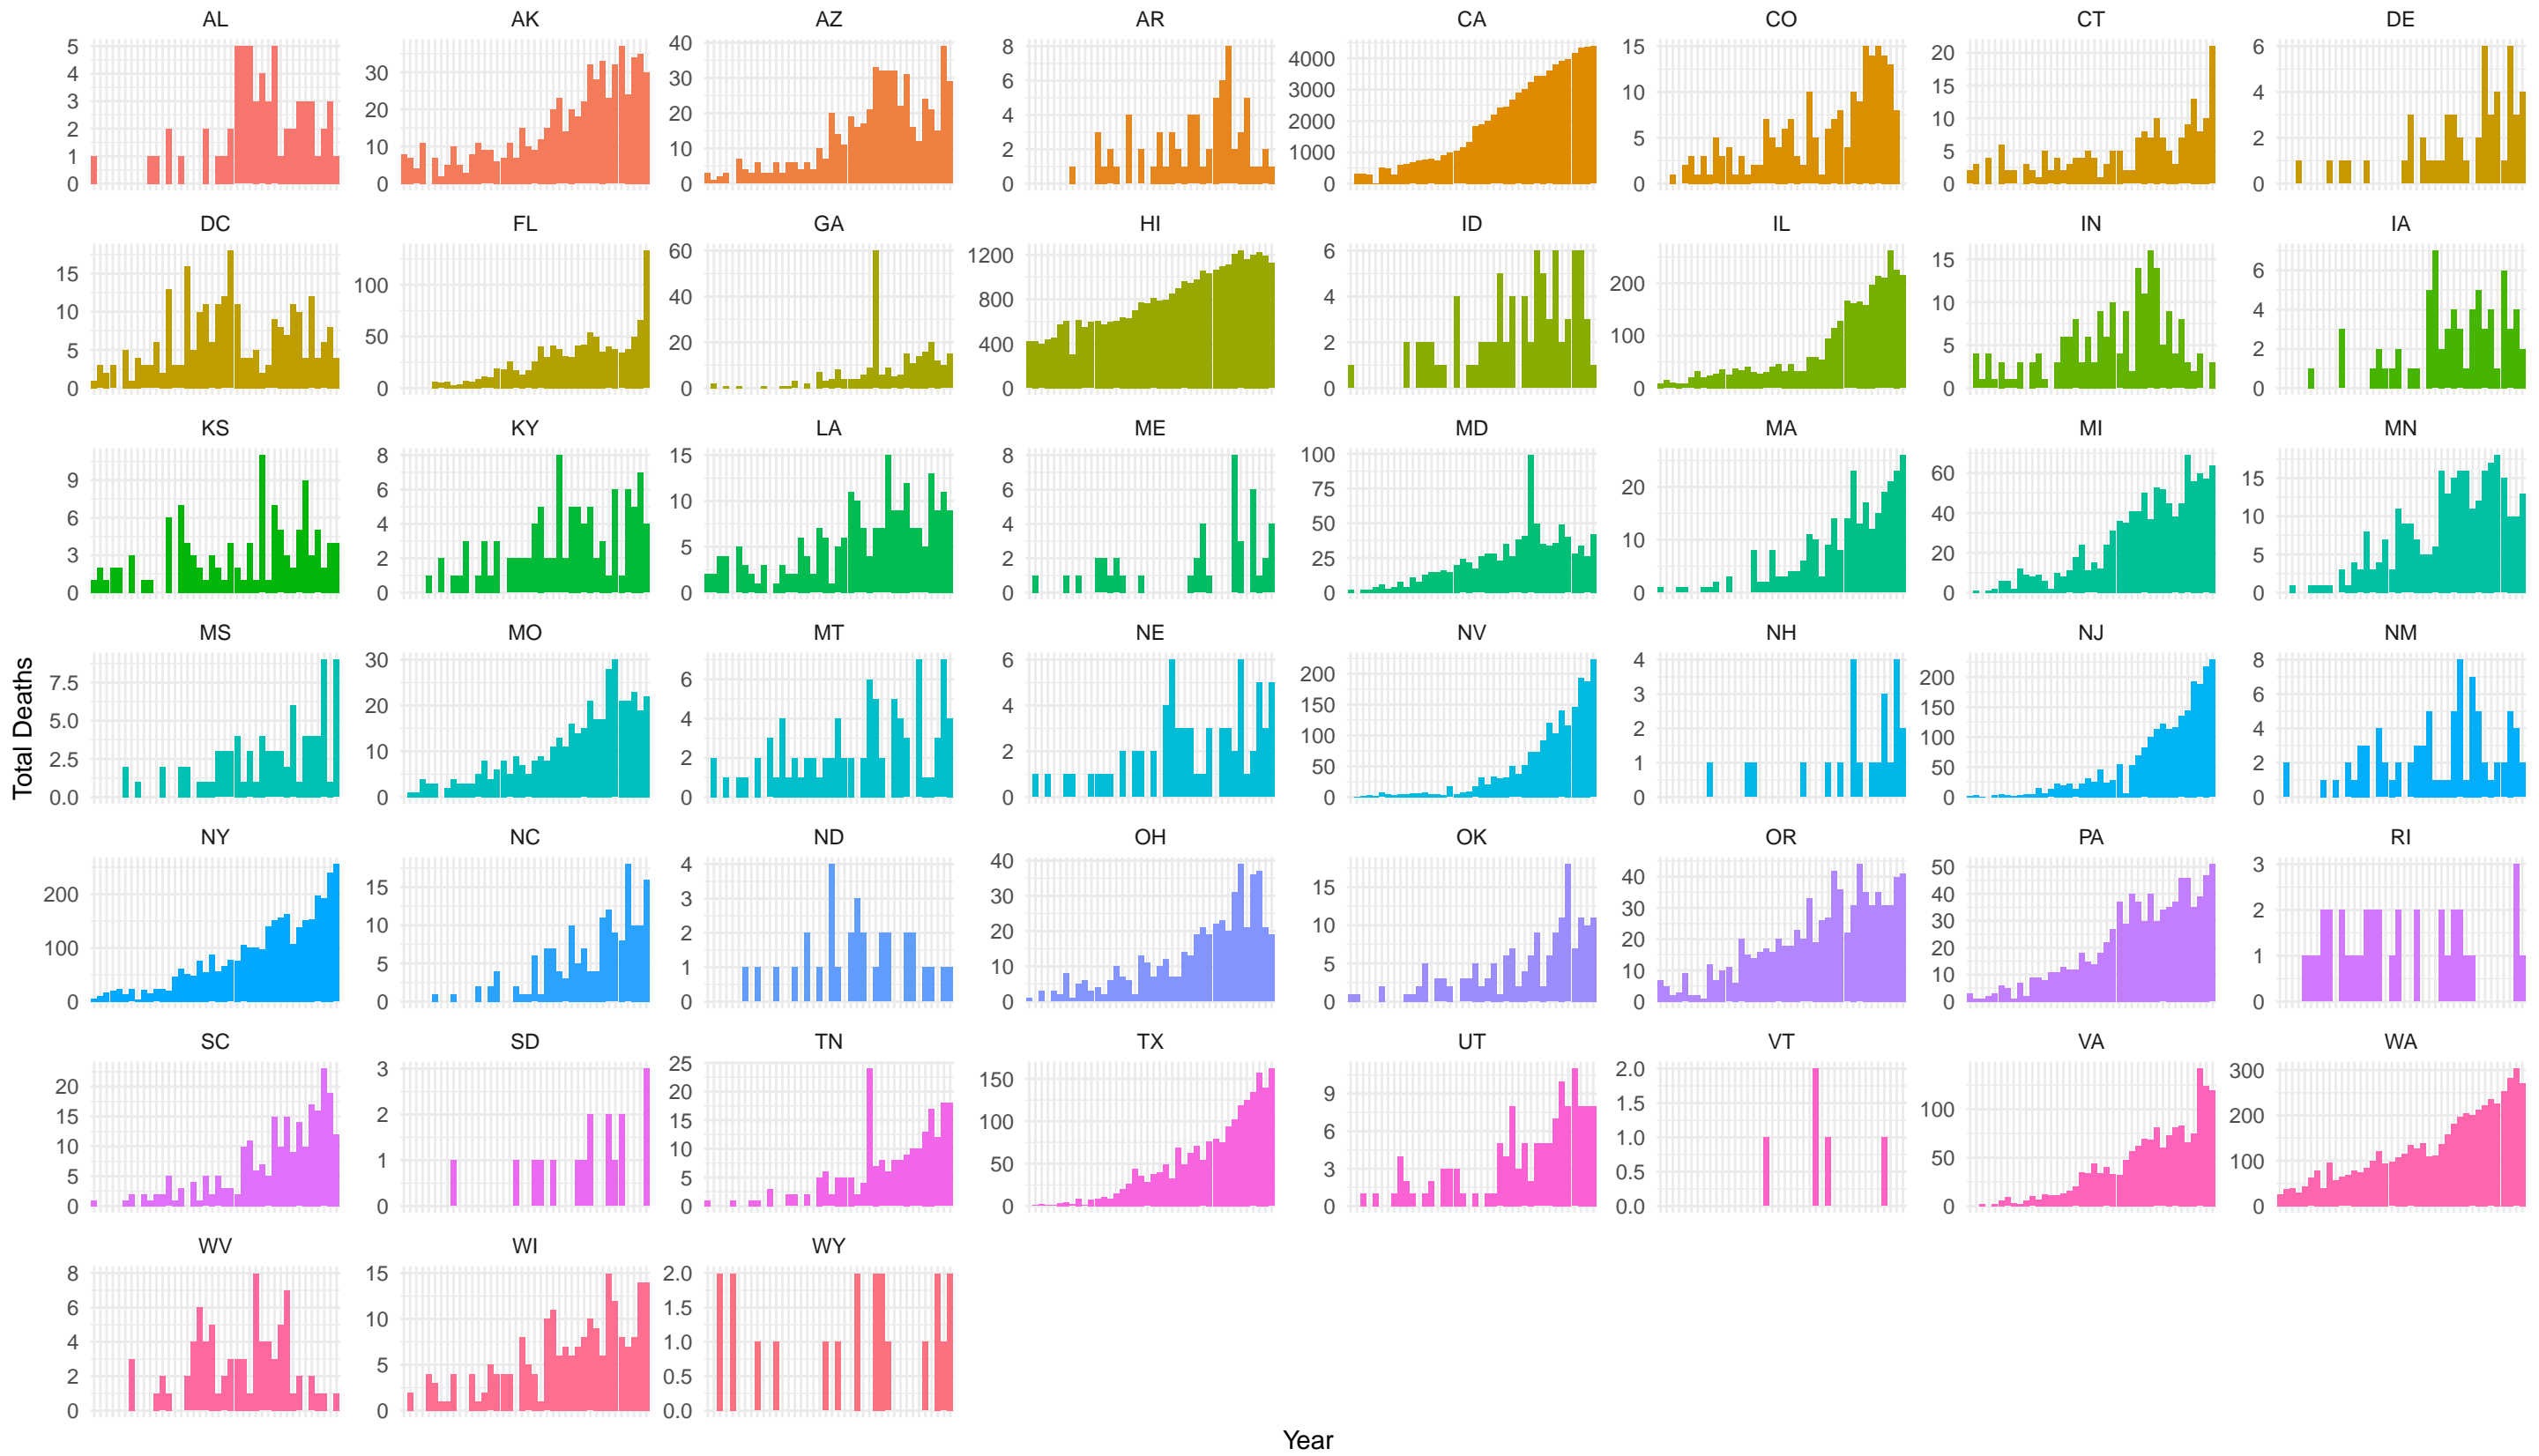 AL AK AZ AR CA CO CT DE
5 4 3 2 1 0
30 20 10 0
40 30 20 10 0
8 6 4 2 0
4000 3000 2000 1000 0
15 10 5 0
20 15 10 5 0
6 4 2 0
DC FL GA HI ID IL IN IA
15 10 5 0
100 50 0
60 40 20 0
1200 800 400 0
6 4 2 0
200 100 0
15 10 5 0
6 4 2 0
KS KY LA ME MD MA MI MN
9 6 3 0
8 6 4 2 0
15 10 5 0
8 6 4 2 0
100 75 50 25 0
20 10 0
60 40 20 0
15 10 5 0
MS MO MT NE NV NH NJ NM
7.5 5.0 2.5 0.0
30 20 10 0
6 4 2 0
6 4 2 0
200 150 100 50 0
4 3 2 1 0
200 150 100 50 0
8 6 4 2 0
Total Deaths
NY NC ND OH OK OR PA RI
200 100 0
15 10 5 0
4 3 2 1 0
40 30 20 10 0
15 10 5 0
40 30 20 10 0
50 40 30 20 10 0
3 2 1 0
SC SD TN TX UT VT VA WA
20 15 10 5 0
3 2 1 0
25 20 15 10 5 0
150 100 50 0
9 6 3 0
2.0 1.5 1.0 0.5 0.0
100 50 0
300 200 100 0
WV WI WY
8 6 4 2 0
15 10 5 0
2.0 1.5 1.0 0.5 0.0
Year